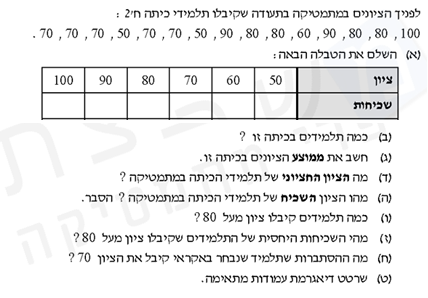 לפניך הציונים במתמטיקה בתעודה שקיבלו תלמידי כיתה ח'2 :
100 , 80 , 80 , 90 , 60 , 80 , 80 , 90 , 50 , 70 , 70 , 50 , 70 , 70 , 70 .
(א) השלם את הטבלה הבאה :
ציון 50 60 70 80 90 100
שכיחות
(ב) כמה תלמידים בכיתה זו ?
(ג) חשב את ממוצע הציונים בכיתה זו.
(ד) מה הציון החציוני של תלמידי הכיתה במתמטיקה ?
(ה) מהו הציון השכיח של תלמידי הכיתה במתמטיקה ? הסבר.
(ו) כמה תלמידים קיבלו ציון מעל 80 ?
(ז) מהי השכיחות היחסית של התלמידים שקיבלו ציון מעל 80 ?
(ח) מה ההסתברות שתלמיד שנבחר באקראי קיבל את הציון 70 ?
(ט) שרטט דיאגרמת עמודות מתאימה.